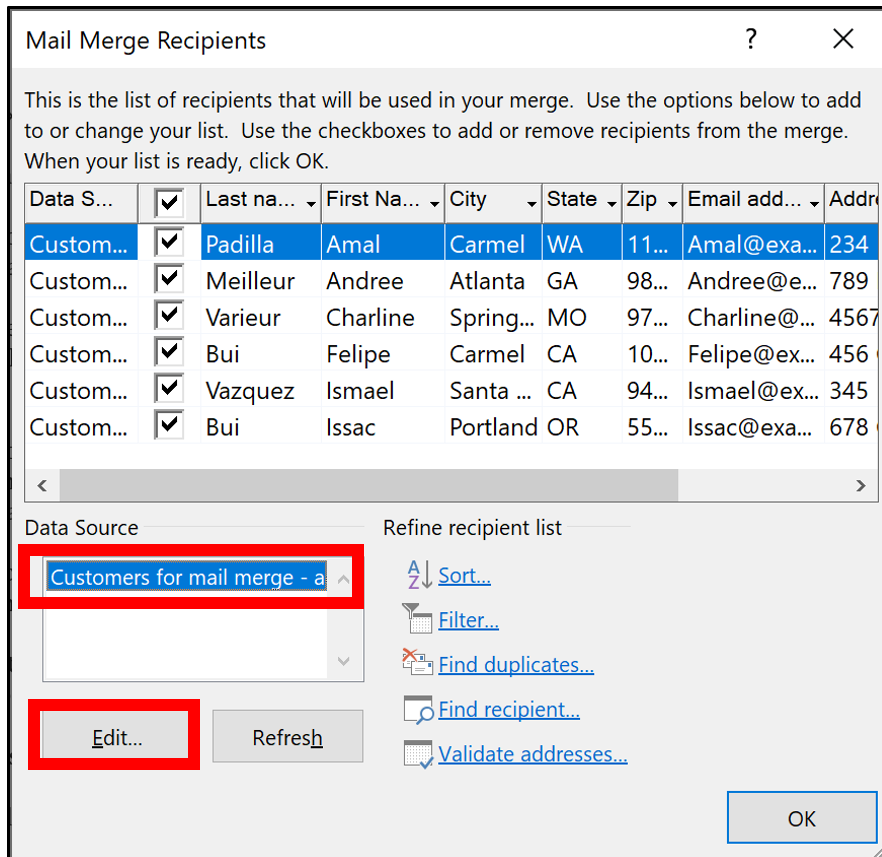 Mail Merge Recipients ?
This is the list of recipients that will be used in your merge. Use the options below to add
to or change your list. Use the checkboxes to add or remove recipients from the merge.
When your list is ready, click OK.
Data S... Last na... First Na... City State Zip Email add... Addre
Custom... Padilla Amal Carmel WA 11... Amal@exa... 234
Custom... Meilleur Andree Atlanta GA 98... Andree@e... 789
Custom... Varieur Charline Spring... MO 97... Charline@... 4567
Custom... Bui Felipe Carmel CA 10... Felipe@ex... 456
Custom... Vazquez Ismael Santa ... CA 94... Ismael@ex... 345
Custom... Bui Issac Portland OR 55... Issac@exa... 678
Data Source
Customers for mail merge - a
Edit...
Refresh
Refine recipient list
AZ Sort...
Filter...
Find duplicates...
Find recipient...
Validate addresses...
OK